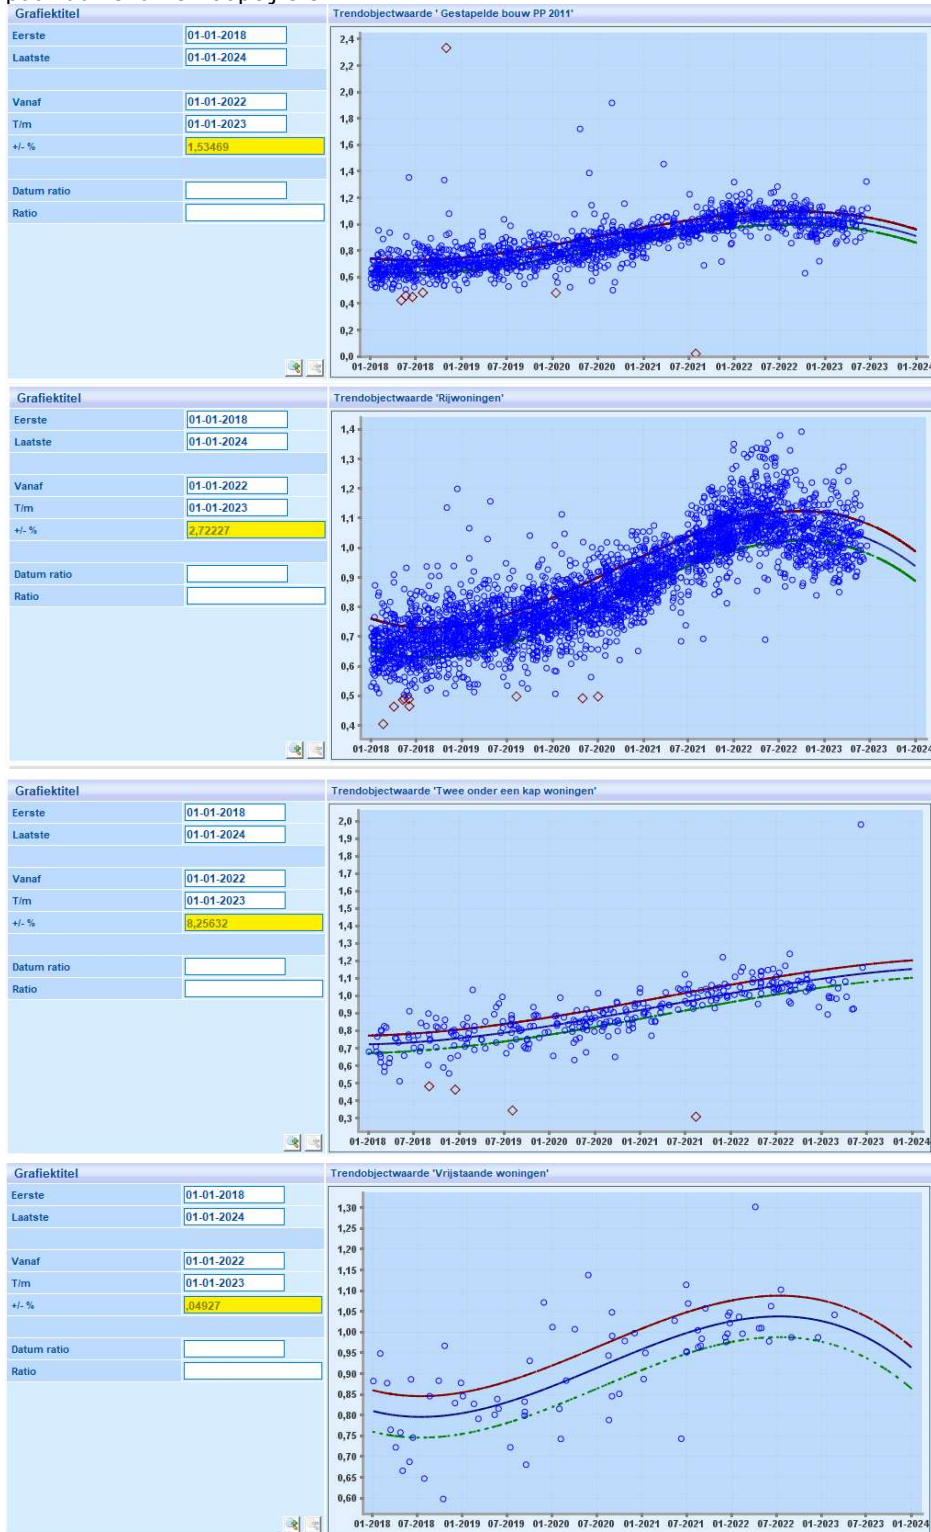 Grafiektitel
Eerste 01-01-2018
Laatste 01-01-2024
Vanaf 01-01-2022
T/m 01-01-2023
+/- % 1,53469
Datum ratio
Ratio
Trendobjectwaarde ' Gestapelde bouw PP 2011'
2,4
2,2
2,0
1,8
1,6
1,4
1,2
1,0
0,8
0,6
0,4
0,2
0,0
01-2018 07-2018 01-2019 07-2019 01-2020 07-2020 01-2021 07-2021 01-2022 07-2022 01-2023 07-2023 01-2024
Grafiektitel
Eerste 01-01-2018
Laatste 01-01-2024
Vanaf 01-01-2022
T/m 01-01-2023
+/- % 2,72227
Datum ratio
Ratio
Trendobjectwaarde 'Rijwoningen'
1,4
1,3
1,2
1,1
1,0
0,9
0,8
0,7
0,6
0,5
0,4
01-2018 07-2018 01-2019 07-2019 01-2020 07-2020 01-2021 07-2021 01-2022 07-2022 01-2023 07-2023 01-2024
Grafiektitel
Eerste 01-01-2018
Laatste 01-01-2024
Vanaf 01-01-2022
T/m 01-01-2023
+/- % 8,25632
Datum ratio
Ratio
Trendobjectwaarde 'Twee onder een kap woningen'
2,0
1,9
1,8
1,7
1,6
1,5
1,4
1,3
1,2
1,1
1,0
0,9
0,8
0,7
0,6
0,5
0,4
0,3
01-2018 07-2018 01-2019 07-2019 01-2020 07-2020 01-2021 07-2021 01-2022 07-2022 01-2023 07-2023 01-2024
Grafiektitel
Eerste 01-01-2018
Laatste 01-01-2024
Vanaf 01-01-2022
T/m 01-01-2023
+/- % ,04927
Datum ratio
Ratio
Trendobjectwaarde 'Vrijstaande woningen'
1,30
1,25
1,20
1,15
1,10
1,05
1,00
0,95
0,90
0,85
0,80
0,75
0,70
0,65
0,60
01-2018 07-2018 01-2019 07-2019 01-2020 07-2020 01-2021 07-2021 01-2022 07-2022 01-2023 07-2023 01-2024